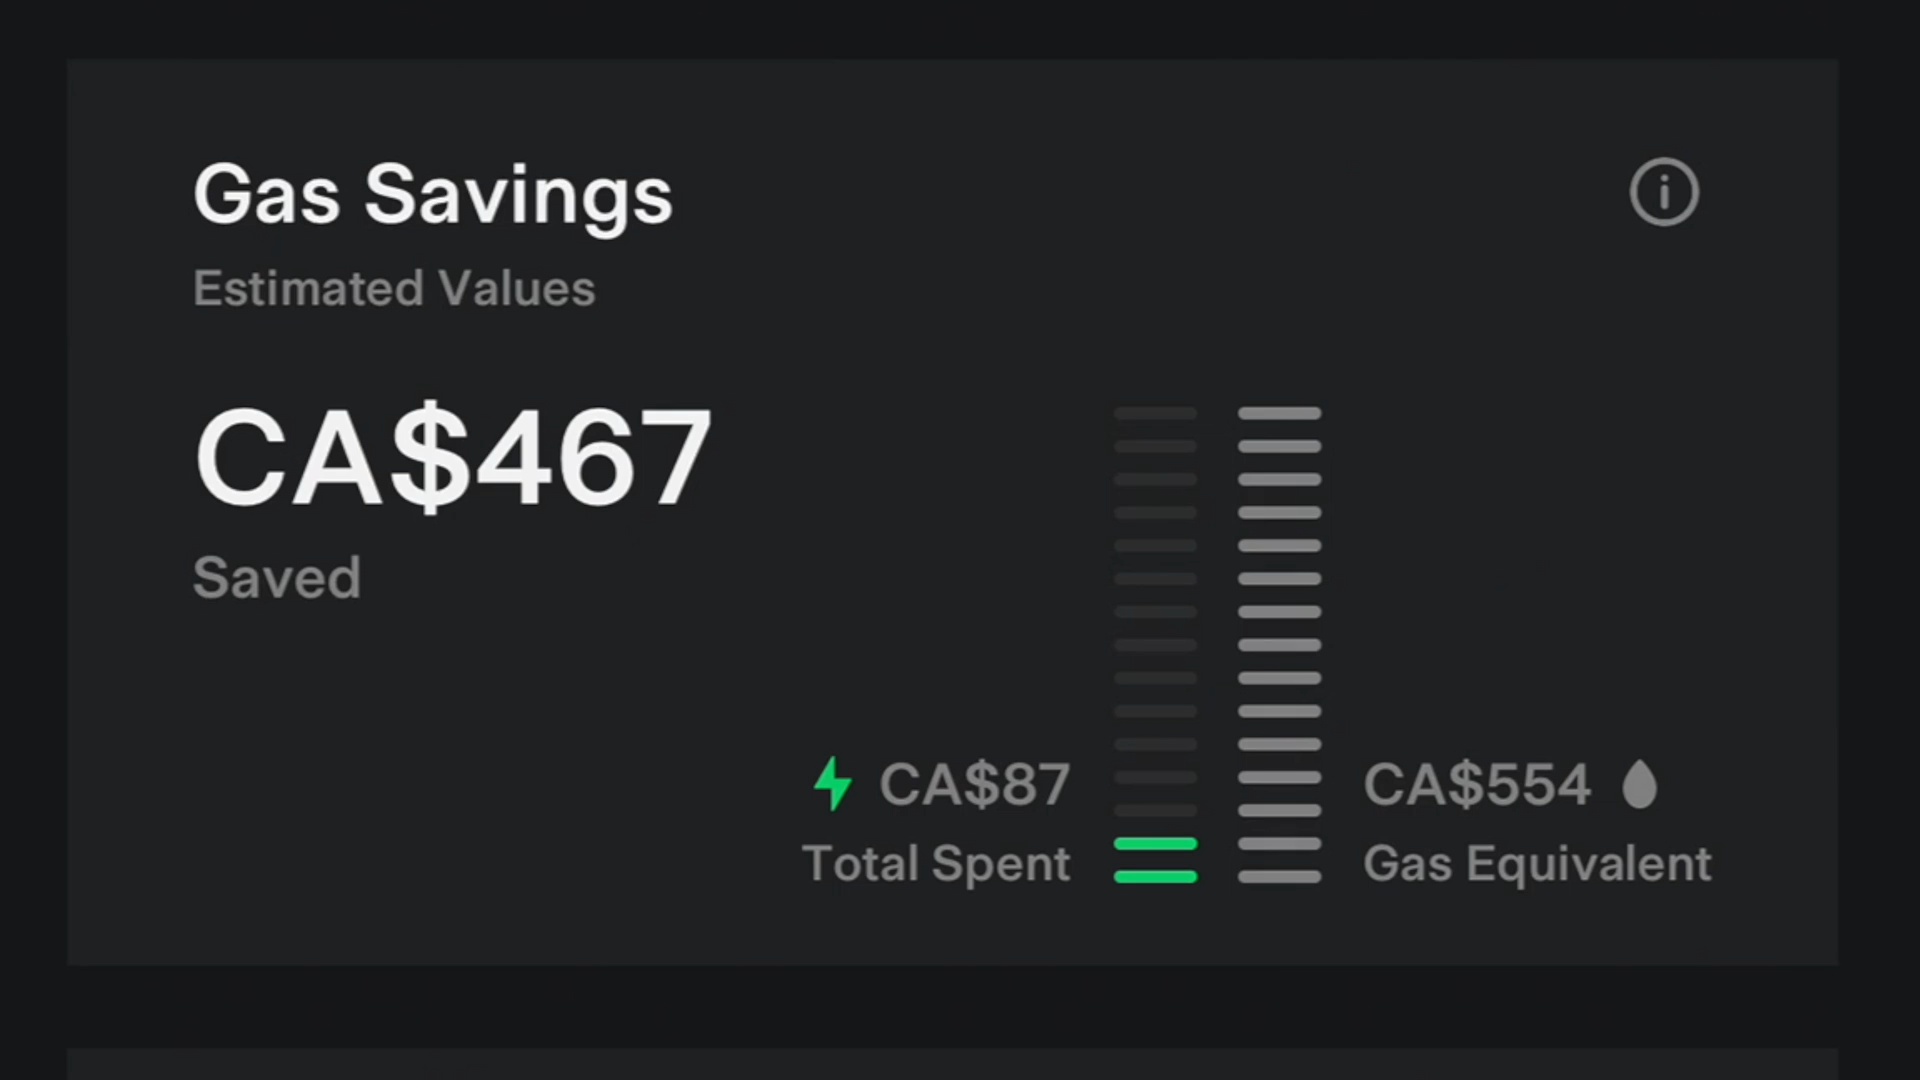 Gas Savings
Estimated Values
CA$467
Saved
CA$87
Total Spent
CA$554
Gas Equivalent